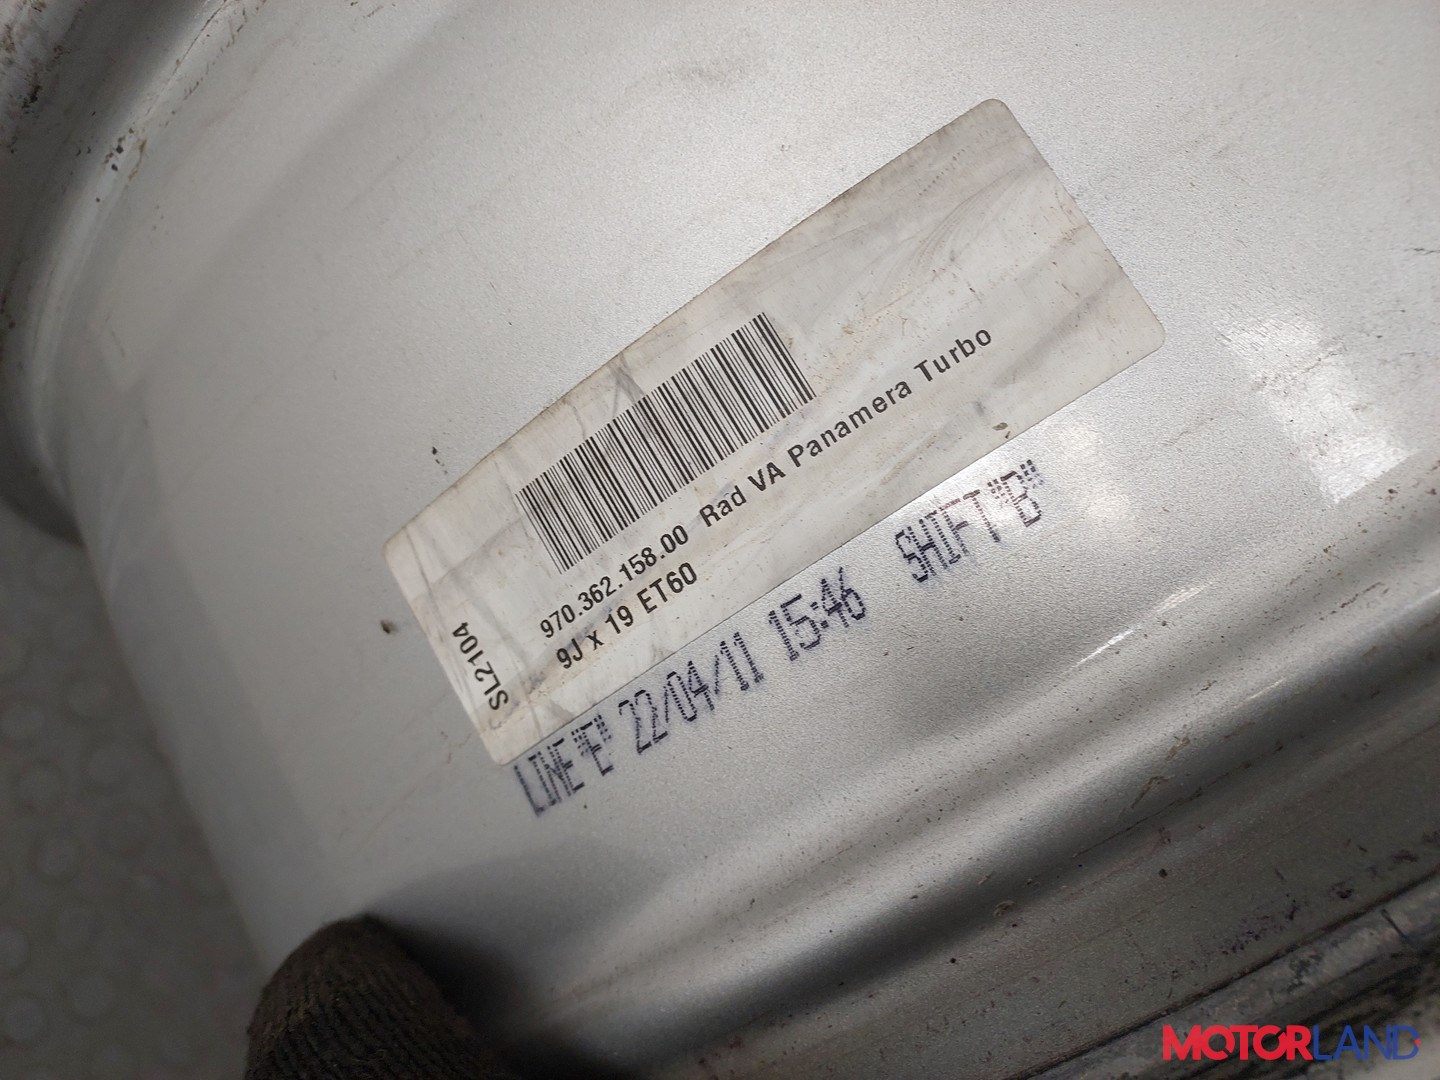 970.362.158.00 Rad VA Panamera Turbo
9J x 19 ET60
SL2104
LINE"E" 22/04/11 15:46 SHIFT"B"
MOTORLAND